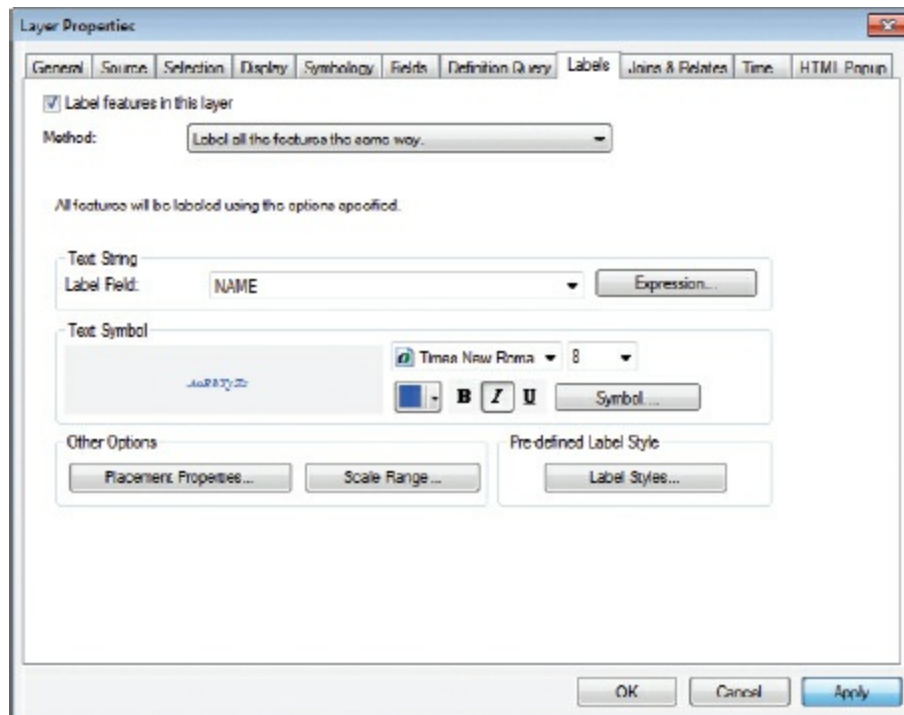 Layer Properties
General Source Selection Display Symbology Fields Definition Query Labels Joins & Relates Time HTML Popup
Label features in this layer
Method: Label all the features the same way.
All features will be labeled using the options specified.
Text String
Label Field: NAME Expression...
Text Symbol
AaBbYyZz Times New Roma 8
B I U Symbol...
Other Options Pre-defined Label Style
Placement Properties... Scale Range... Label Styles...
OK Cancel Apply